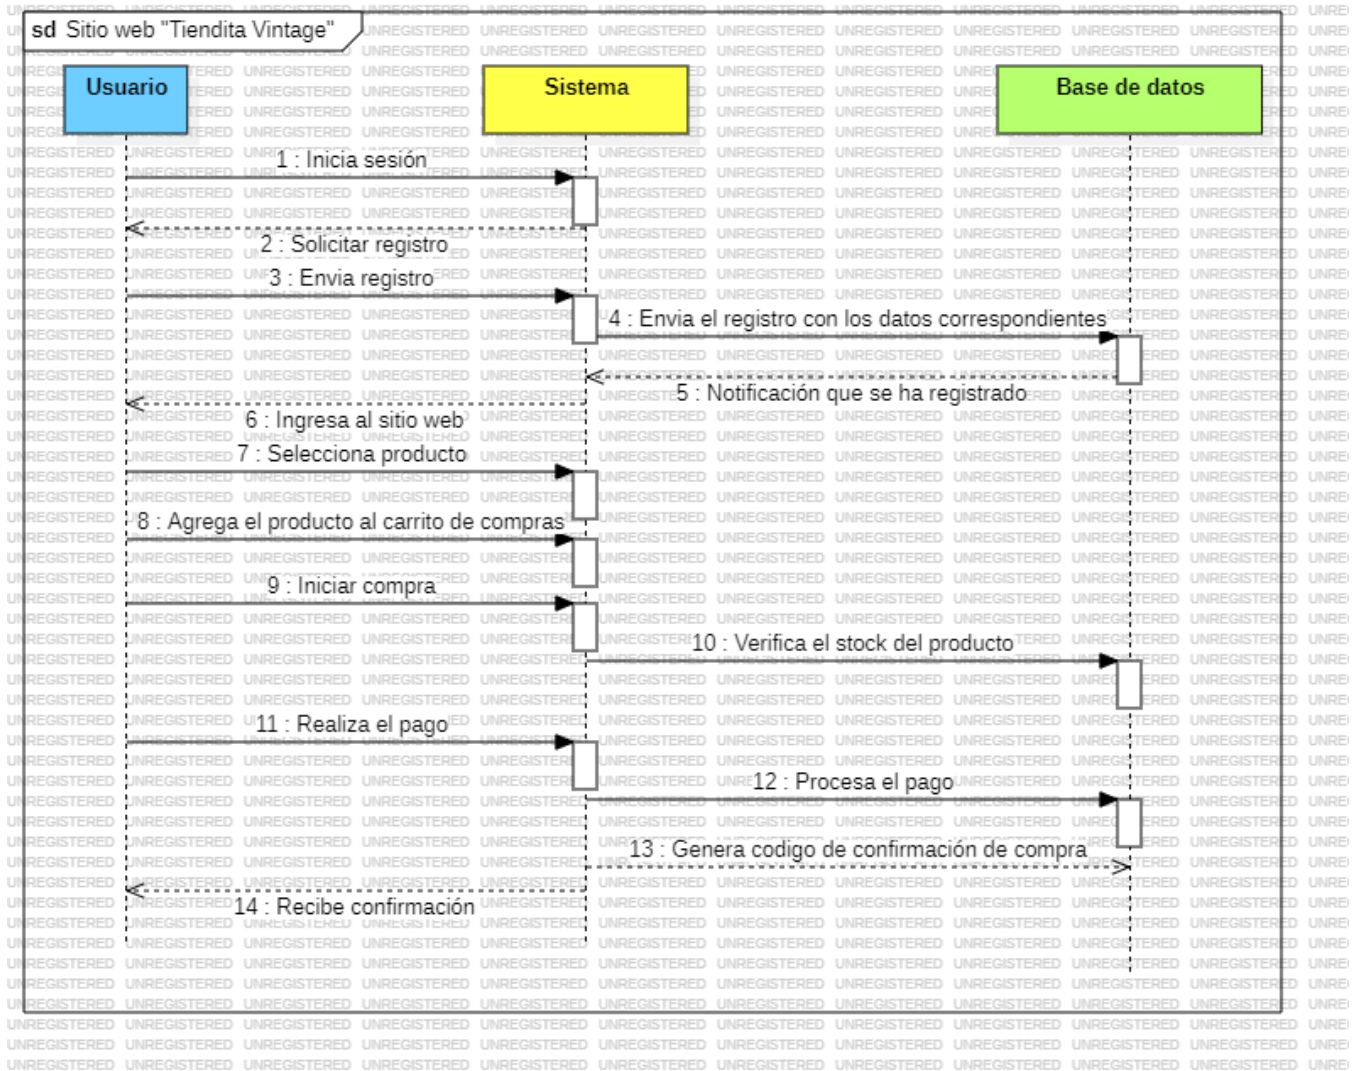 sd Sitio web "Tiendita Vintage"
Usuario
Sistema
Base de datos
1 : Inicia sesión
2 : Solicitar registro
3 : Envia registro
4 : Envia el registro con los datos correspondientes
5 : Notificación que se ha registrado
6 : Ingresa al sitio web
7 : Selecciona producto
8 : Agrega el producto al carrito de compras
9 : Iniciar compra
10 : Verifica el stock del producto
11 : Realiza el pago
12 : Procesa el pago
13 : Genera codigo de confirmación de compra
14 : Recibe confirmación
UNREGISTERED